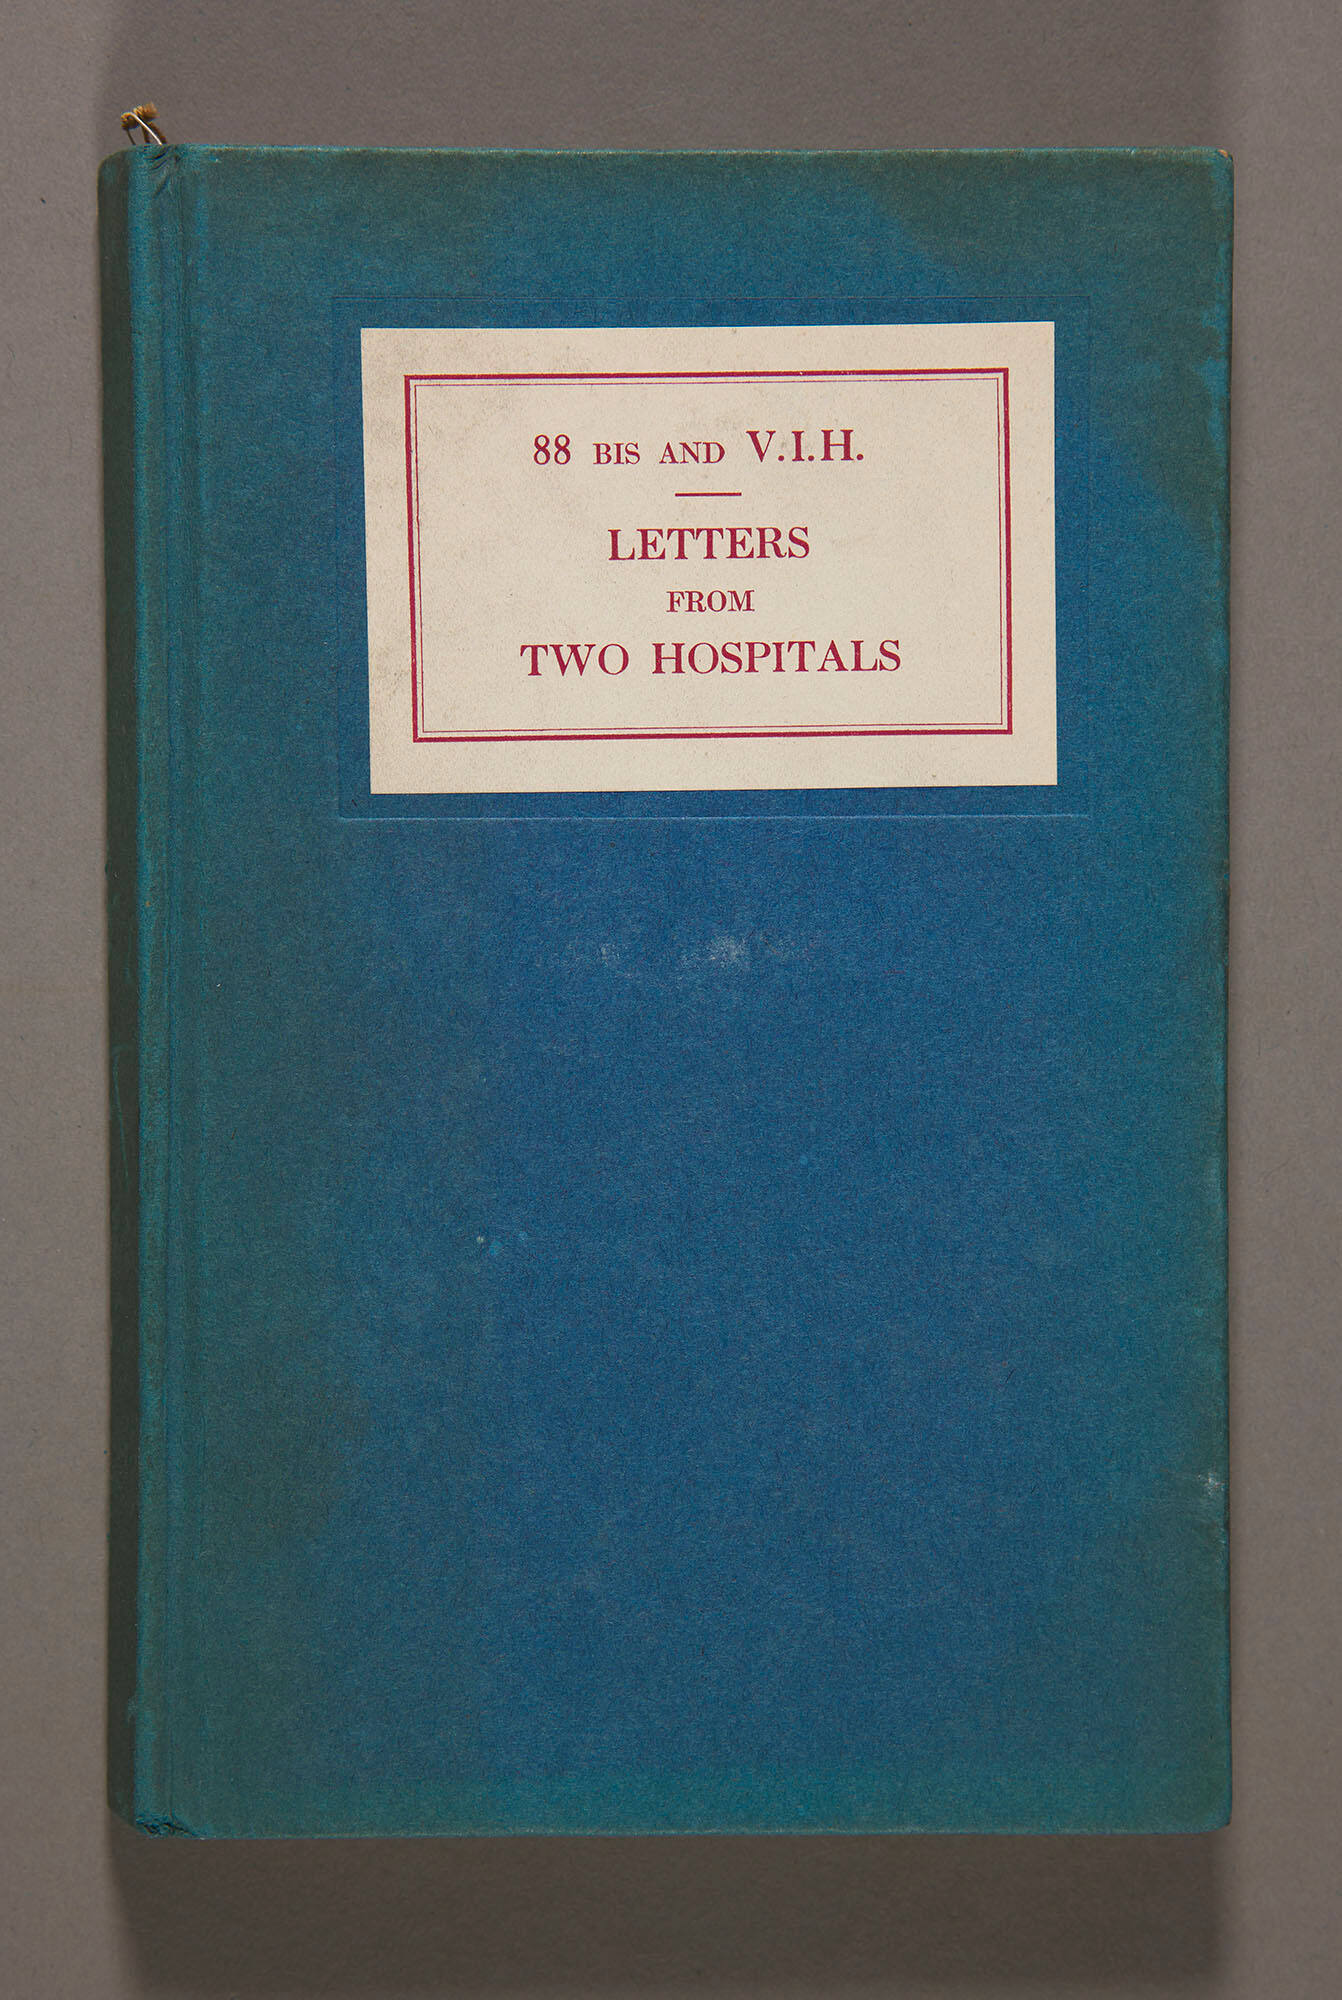 88 BIS AND V.I.H.
LETTERS
FROM
TWO HOSPITALS